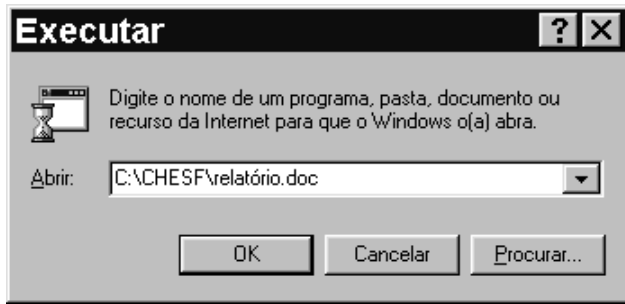 Executar
Digite o nome de um programa, pasta, documento ou
recurso da Internet para que o Windows o(a) abra.
Abrir: C:\CHESF\relatório.doc
OK Cancelar Procurar...